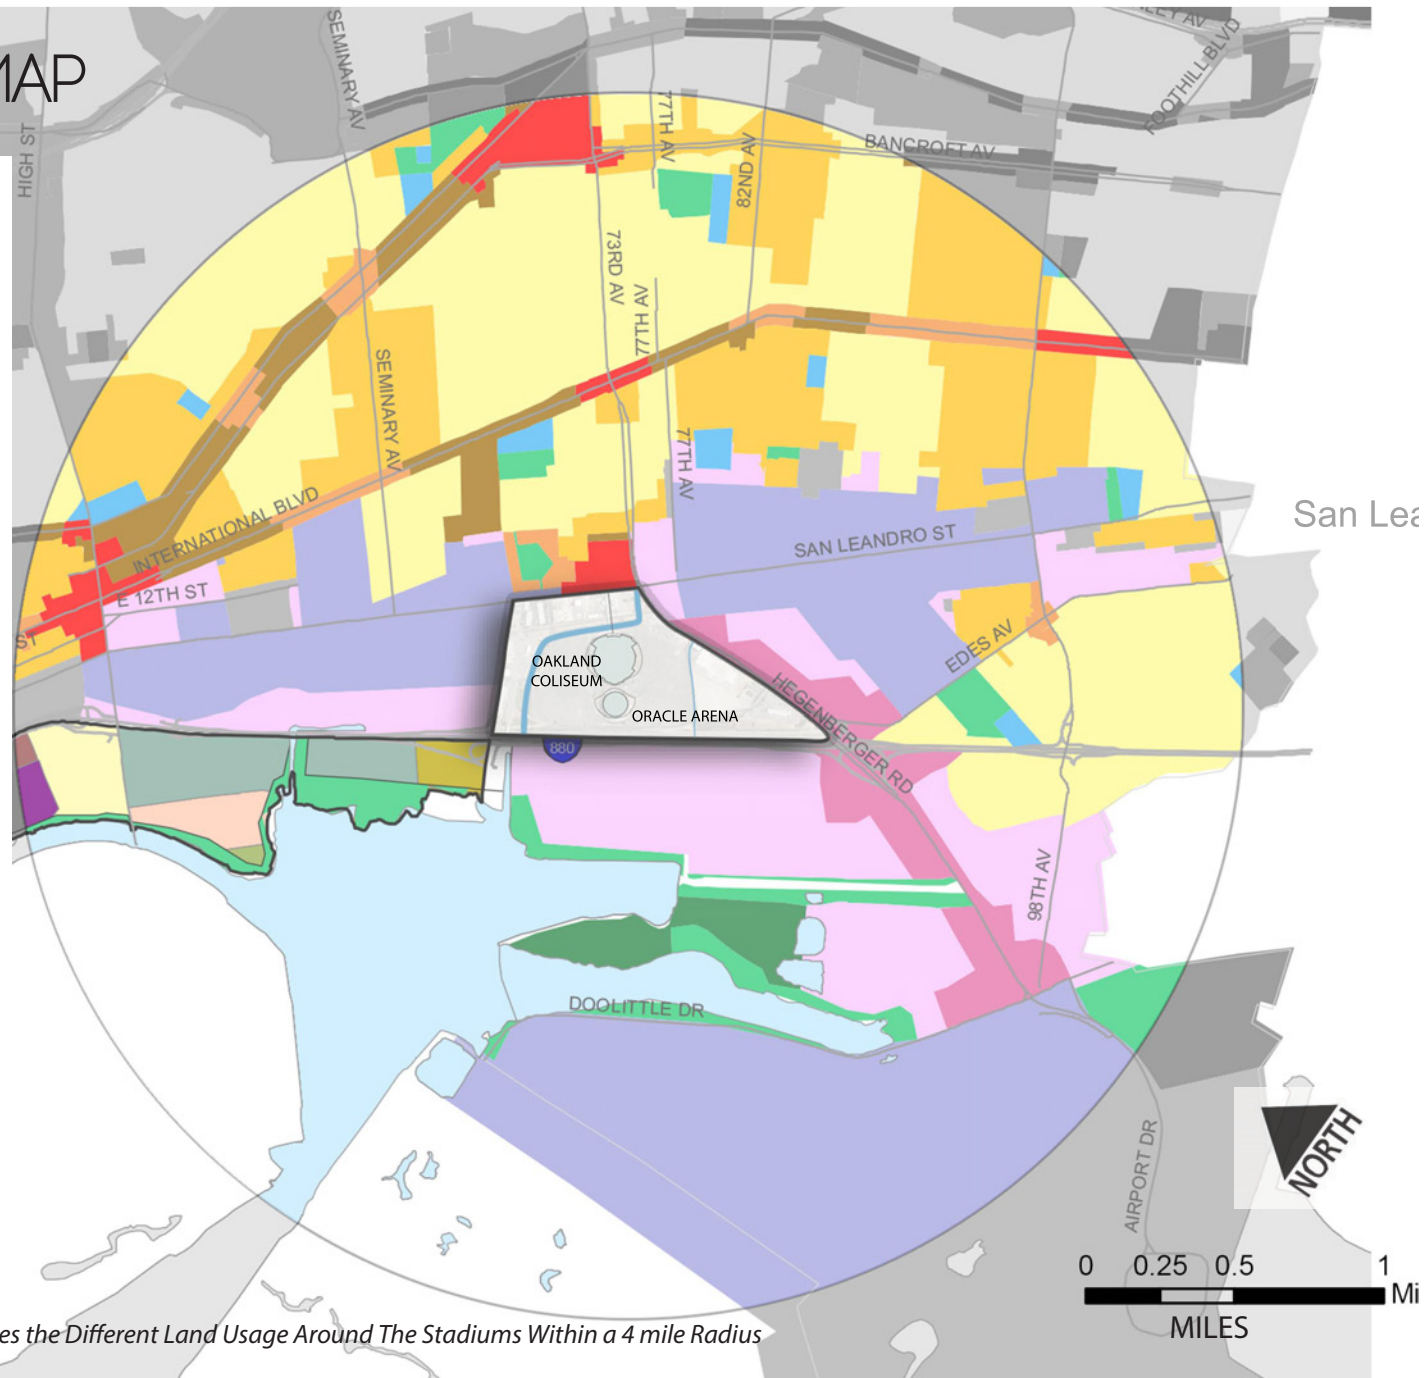 MAP
HIGH ST
SEMINARY AV
77TH AV
82ND AV
BANCROFT AV
FOOTHILL BLVD
73RD AV
77TH AV
SEMINARY AV
77TH AV
INTERNATIONAL BLVD
E 12TH ST
ST
SAN LEANDRO ST
San Lea
EDES AV
OAKLAND
COLISEUM
ORACLE ARENA
880
HEGENBERGER RD
98TH AV
DOOLITTLE DR
AIRPORT DR
NORTH
0 0.25 0.5 1
Mi
MILES
es the Different Land Usage Around The Stadiums Within a 4 mile Radius